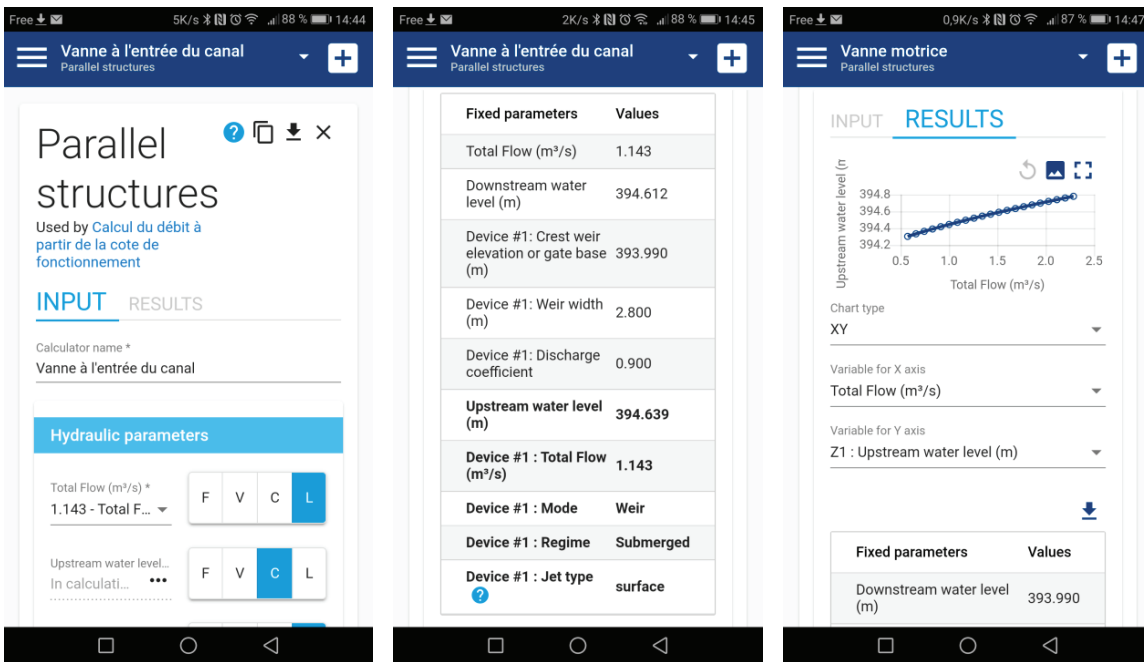 Free 5K/s 88 % 14:44
Vanne à l'entrée du canal
Parallel structures
+
Parallel
structures
?
Used by Calcul du débit à
partir de la cote de
fonctionnement
INPUT RESULTS
Calculator name *
Vanne à l'entrée du canal
Hydraulic parameters
Total Flow (m³/s) *
1.143 - Total F...
F V C L
Upstream water level...
In calculati... •••
F V C L
Free 2K/s 88 % 14:45
Vanne à l'entrée du canal
Parallel structures
+
Fixed parameters Values
Total Flow (m³/s) 1.143
Downstream water
level (m) 394.612
Device #1: Crest weir
elevation or gate base 393.990
(m)
Device #1: Weir width
(m) 2.800
Device #1: Discharge
coefficient 0.900
Upstream water level
(m) 394.639
Device #1 : Total Flow
(m³/s) 1.143
Device #1 : Mode Weir
Device #1 : Regime Submerged
Device #1 : Jet type
? surface
Free 0,9K/s 87 % 14:47
Vanne motrice
Parallel structures
+
INPUT RESULTS
Upstream water level (m
394.8
394.6
394.4
394.2
0.5 1.0 1.5 2.0 2.5
Total Flow (m³/s)
Chart type
XY
Variable for X axis
Total Flow (m³/s)
Variable for Y axis
Z1 : Upstream water level (m)
Fixed parameters Values
Downstream water level
(m) 393.990